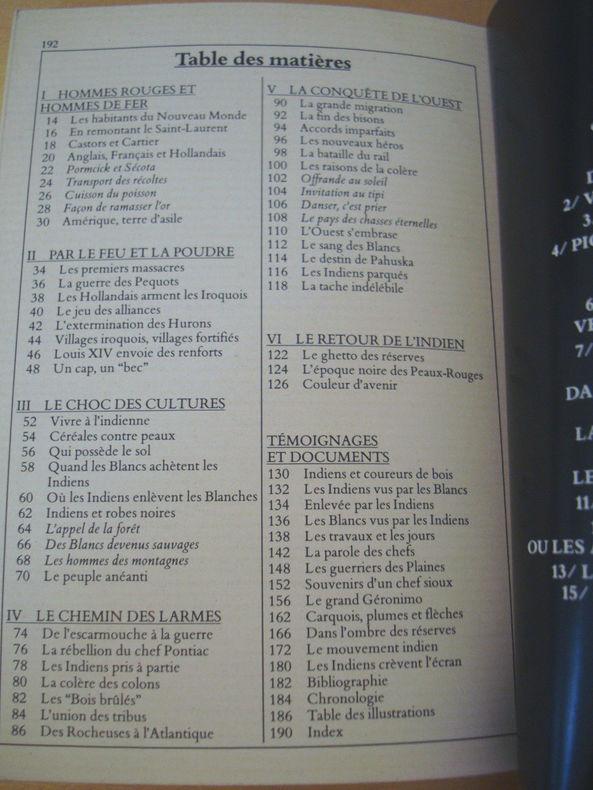 192
Table des matières
I HOMMES ROUGES ET
HOMMES DE FER
14 Les habitants du Nouveau Monde
16 En remontant le Saint-Laurent
18 Castors et Cartier
20 Anglais, Français et Hollandais
22 Pormcick et Sécota
24 Transport des récoltes
26 Cuisson du poisson
28 Façon de ramasser l'or
30 Amérique, terre d'asile
II PAR LE FEU ET LA POUDRE
34 Les premiers massacres
36 La guerre des Pequots
38 Les Hollandais arment les Iroquois
40 Le jeu des alliances
42 L'extermination des Hurons
44 Villages iroquois, villages fortifiés
46 Louis XIV envoie des renforts
48 Un cap, un "bec"
III LE CHOC DES CULTURES
52 Vivre à l'indienne
54 Céréales contre peaux
56 Qui possède le sol
58 Quand les Blancs achètent les
Indiens
60 Où les Indiens enlèvent les Blanches
62 Indiens et robes noires
64 L'appel de la forêt
66 Des Blancs devenus sauvages
68 Les hommes des montagnes
70 Le peuple anéanti
IV LE CHEMIN DES LARMES
74 De l'escarmouche à la guerre
76 La rébellion du chef Pontiac
78 Les Indiens pris à partie
80 La colère des colons
82 Les "Bois brûlés"
84 L'union des tribus
86 Des Rocheuses à l'Atlantique
V LA CONQUÊTE DE L'OUEST
90 La grande migration
92 La fin des bisons
94 Accords imparfaits
96 Les nouveaux héros
98 La bataille du rail
100 Les raisons de la colère
102 Offrande au soleil
104 Invitation au tipi
106 Danser, c'est prier
108 Le pays des chasses éternelles
110 L'Ouest s'embrase
112 Le sang des Blancs
114 Le destin de Pahuska
116 Les Indiens parqués
118 La tache indélébile
VI LE RETOUR DE L'INDIEN
122 Le ghetto des réserves
124 L'époque noire des Peaux-Rouges
126 Couleur d'avenir
TÉMOIGNAGES
ET DOCUMENTS
130 Indiens et coureurs de bois
132 Les Indiens vus par les Blancs
134 Enlevée par les Indiens
136 Les Blancs vus par les Indiens
138 Les travaux et les jours
142 La parole des chefs
148 Les guerriers des Plaines
152 Souvenirs d'un chef sioux
156 Le grand Géronimo
162 Carquois, plumes et flèches
166 Dans l'ombre des réserves
172 Le mouvement indien
180 Les Indiens crèvent l'écran
182 Bibliographie
184 Chronologie
186 Table des illustrations
190 Index
2/ V
3
4/ PIC
6
VE
7/
DA
LA
LE
11/
OU LES
13/ L
15/